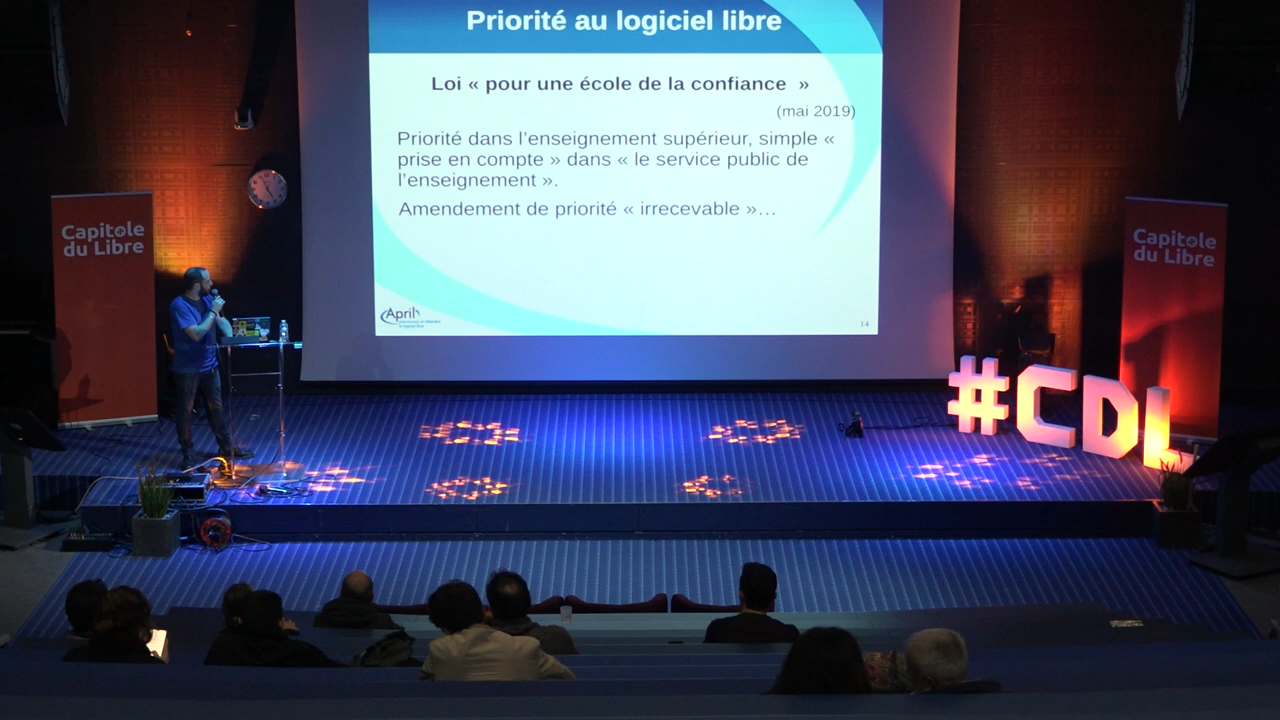 Priorité au logiciel libre
Loi « pour une école de la confiance »
(mai 2019)
Priorité dans l'enseignement supérieur, simple «
prise en compte » dans « le service public de
l'enseignement ».
Amendement de priorité « irrecevable »…
April
14
Capitole
du Libre
Capitole
du Libre
#CDL